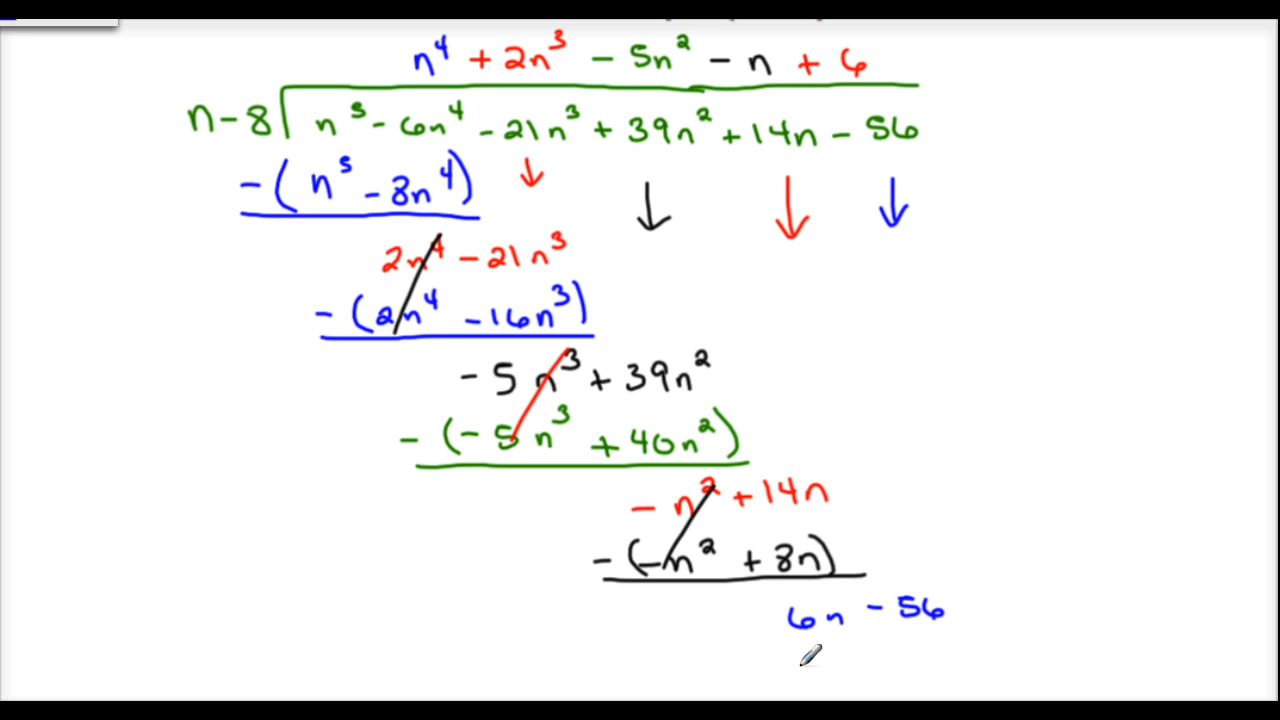 n⁴ + 2n³ - 5n² - n + 6
n-8 n⁵ - 6n⁴ - 21n³ + 39n² + 14n - 56
-(n⁵ - 8n⁴)
2n⁴ - 21n³
-(2n⁴ - 16n³)
-5n³ + 39n²
-(-5n³ + 40n²)
-n² + 14n
-(-n² + 8n)
6n - 56